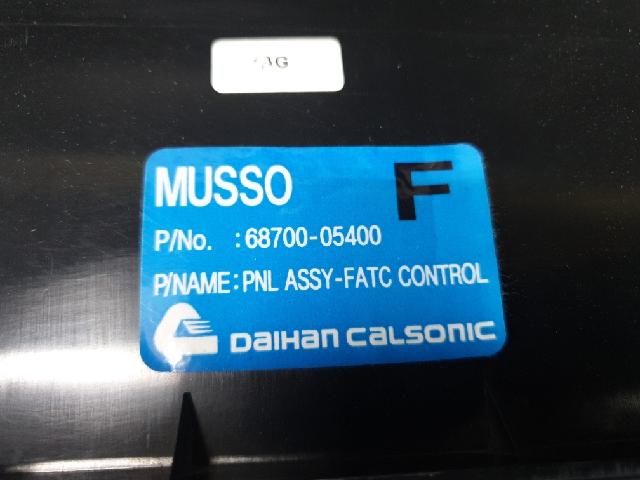 MUSSO F
P/No. :68700-05400
P/NAME:PNL ASSY-FATC CONTROL
DAIHAN CALSONIC